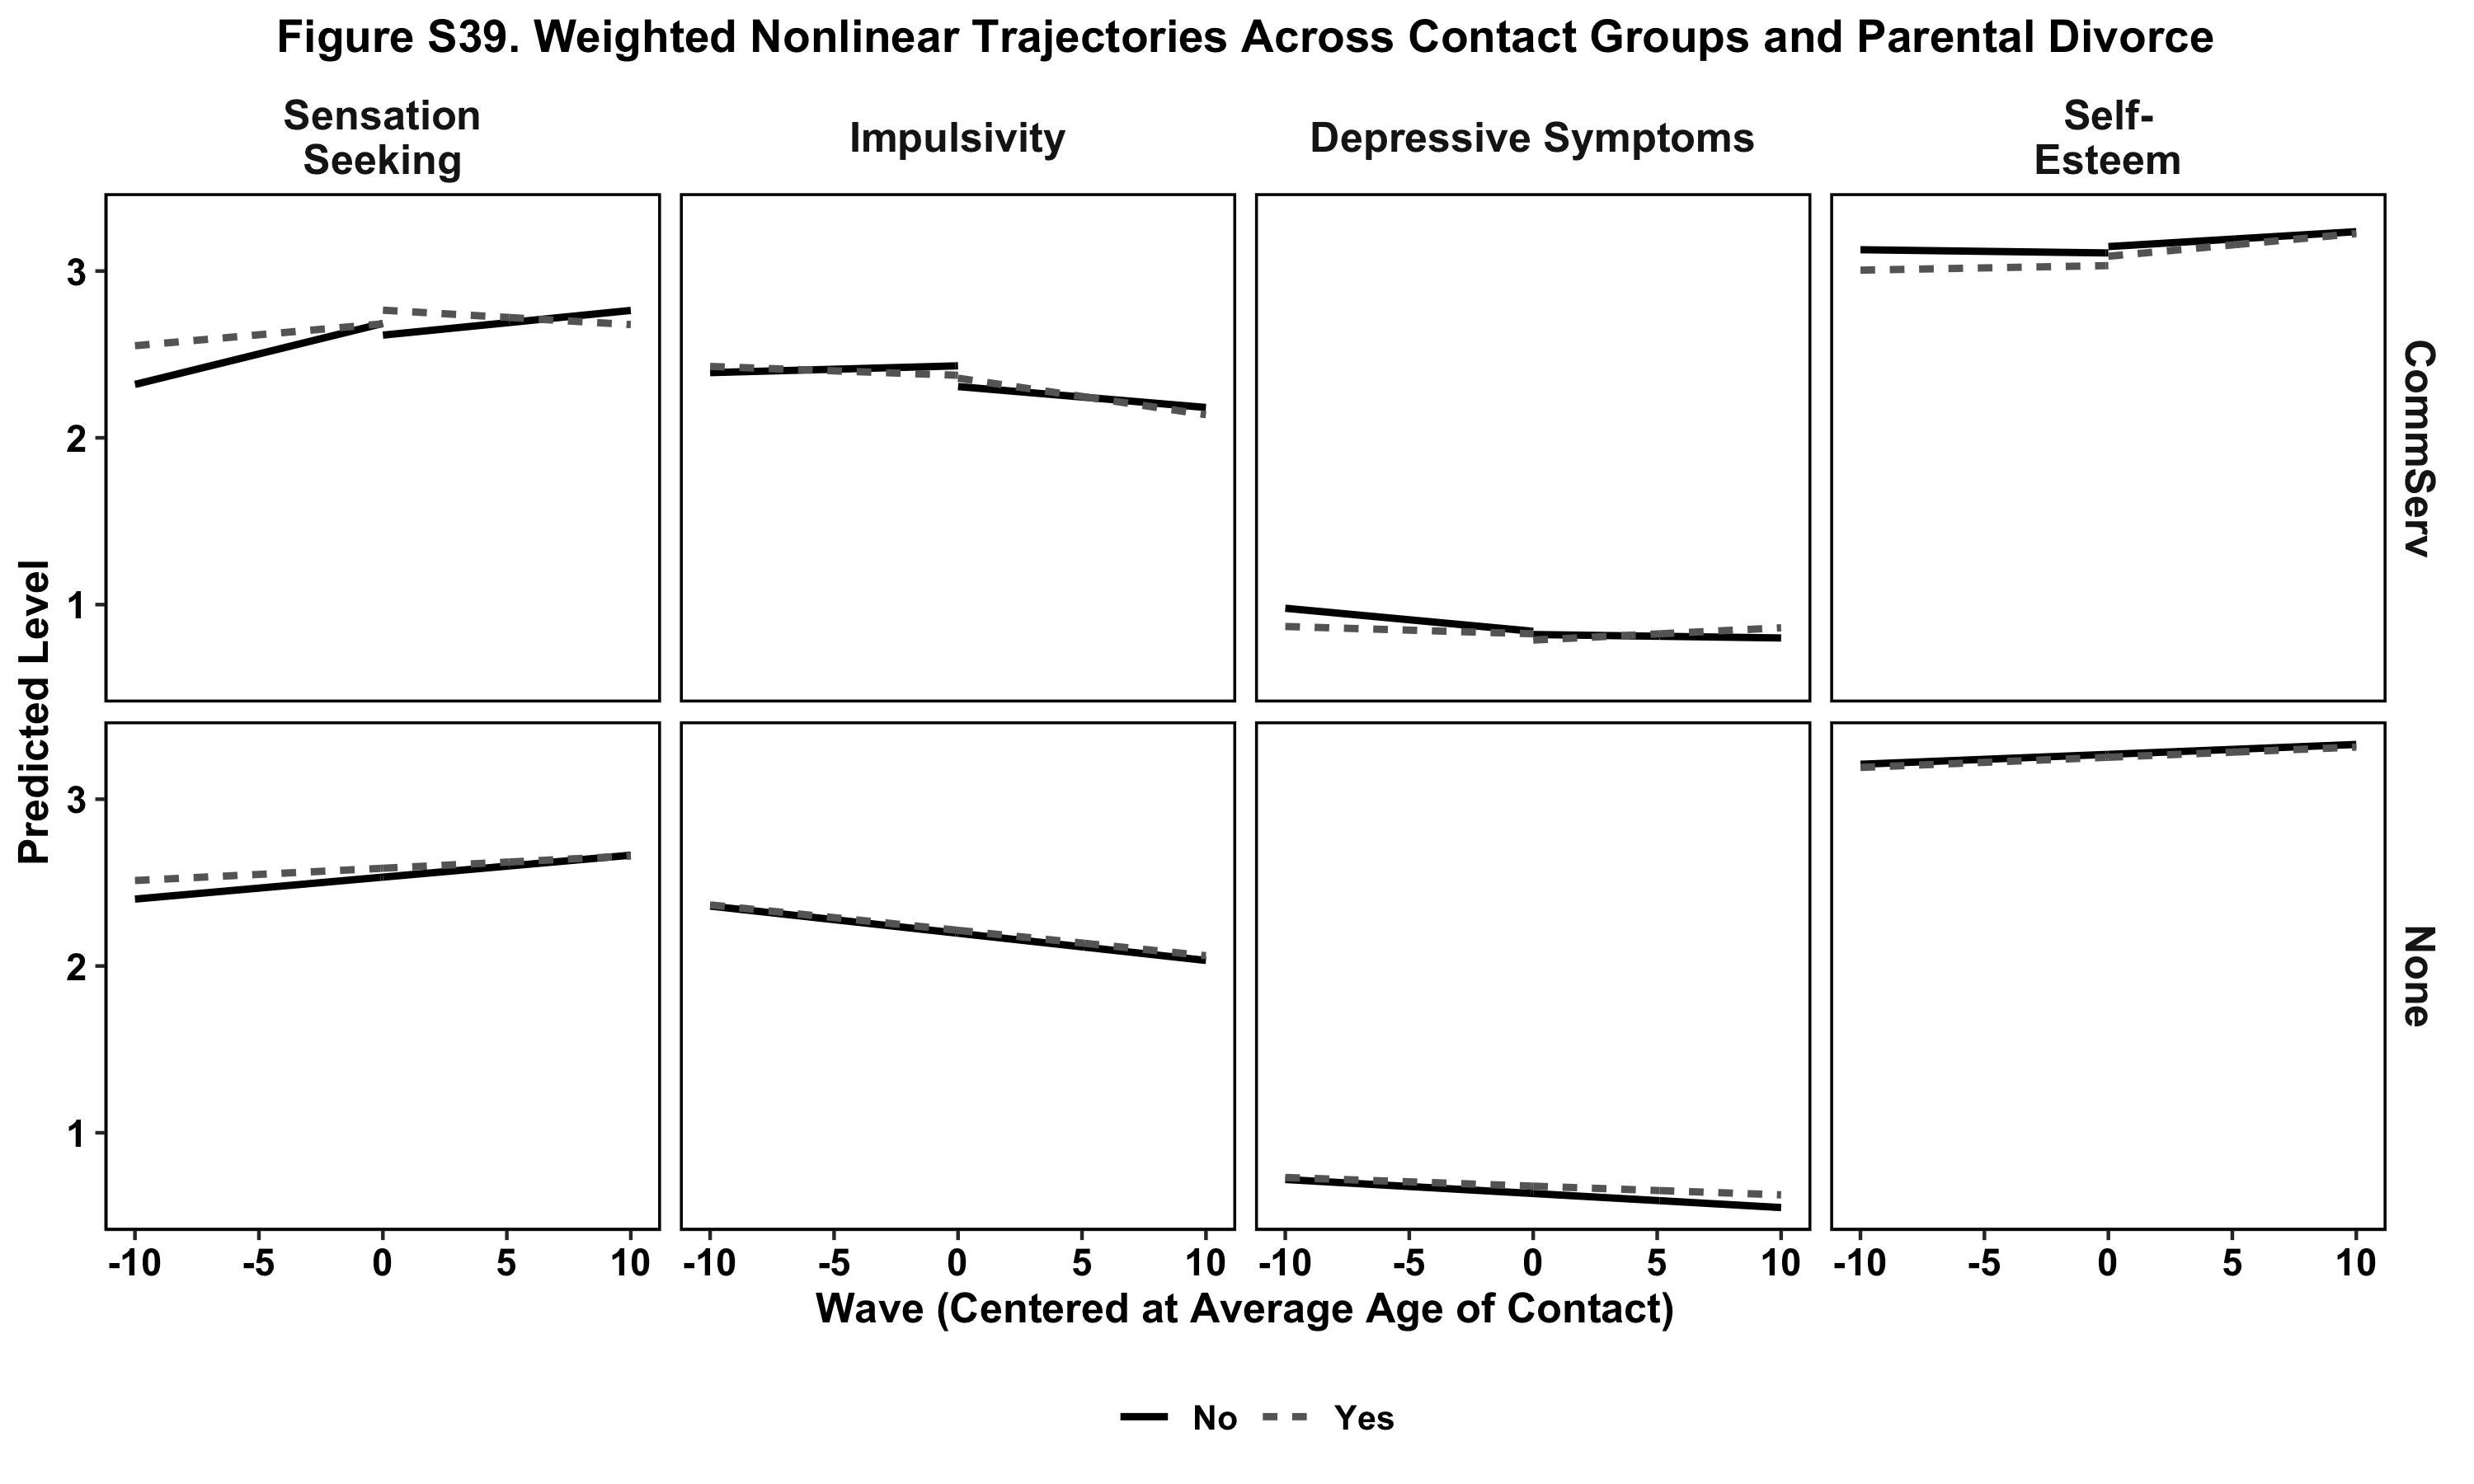 Figure S39. Weighted Nonlinear Trajectories Across Contact Groups and Parental Divorce
Sensation
Seeking
Impulsivity
Depressive Symptoms
Self-
Esteem
Predicted Level
3
2
1
CommServ
3
2
1
None
-10 -5 0 5 10
-10 -5 0 5 10
-10 -5 0 5 10
-10 -5 0 5 10
Wave (Centered at Average Age of Contact)
No Yes